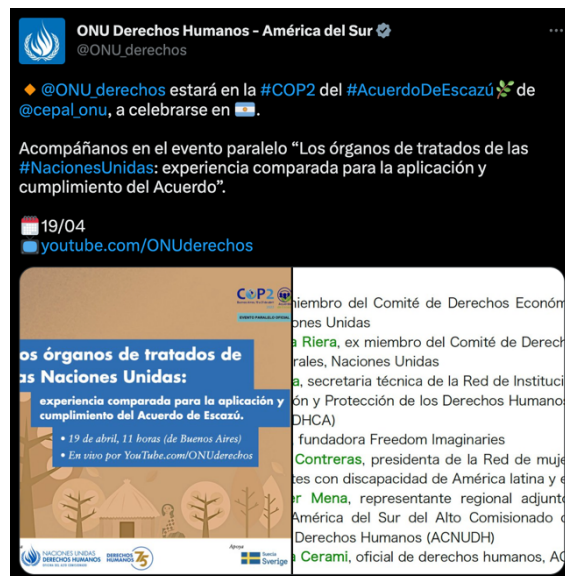 ONU Derechos Humanos – América del Sur
@ONU_derechos
@ONU_derechos estará en la #COP2 del #AcuerdoDeEscazú de
@cepal_onu, a celebrarse en .
Acompáñanos en el evento paralelo “Los órganos de tratados de las
#NacionesUnidas: experiencia comparada para la aplicación y
cumplimiento del Acuerdo”.
19/04
youtube.com/ONUderechos
COP2
EVENTO PARALELO OFICIAL
os órganos de tratados de
as Naciones Unidas:
experiencia comparada para la aplicación y
cumplimiento del Acuerdo de Escazú.
• 19 de abril, 11 horas (de Buenos Aires)
• En vivo por YouTube.com/ONUderechos
NACIONES UNIDAS
DERECHOS HUMANOS
DERECHOS
HUMANOS 75
Apoya
Suecia
Sverige
miembro del Comité de Derechos Económ
ones Unidas
a Riera, ex miembro del Comité de Derech
rales, Naciones Unidas
a, secretaria técnica de la Red de Instituci
ón y Protección de los Derechos Humano
DHCA)
fundadora Freedom Imaginaries
Contreras, presidenta de la Red de muje
tes con discapacidad de América latina y e
er Mena, representante regional adjunt
América del Sur del Alto Comisionado
Derechos Humanos (ACNUDH)
a Cerami, oficial de derechos humanos, AC